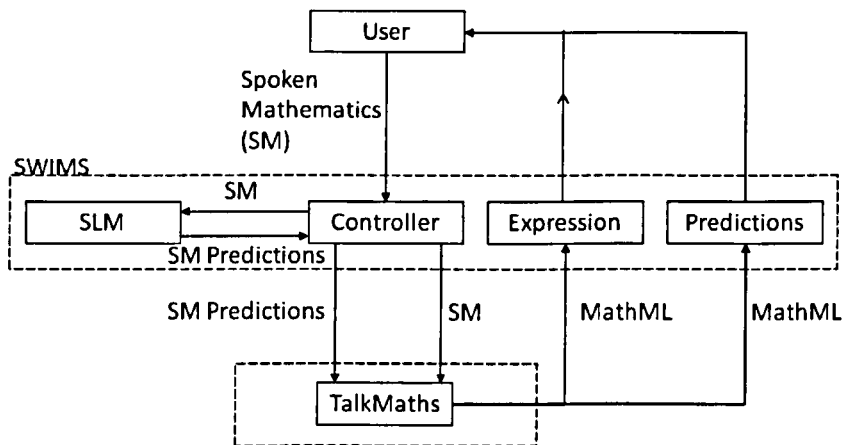 User
Spoken
Mathematics
(SM)
SWIMS
SM
SLM
Controller
Expression
Predictions
SM Predictions
SM Predictions
SM
MathML
MathML
TalkMaths